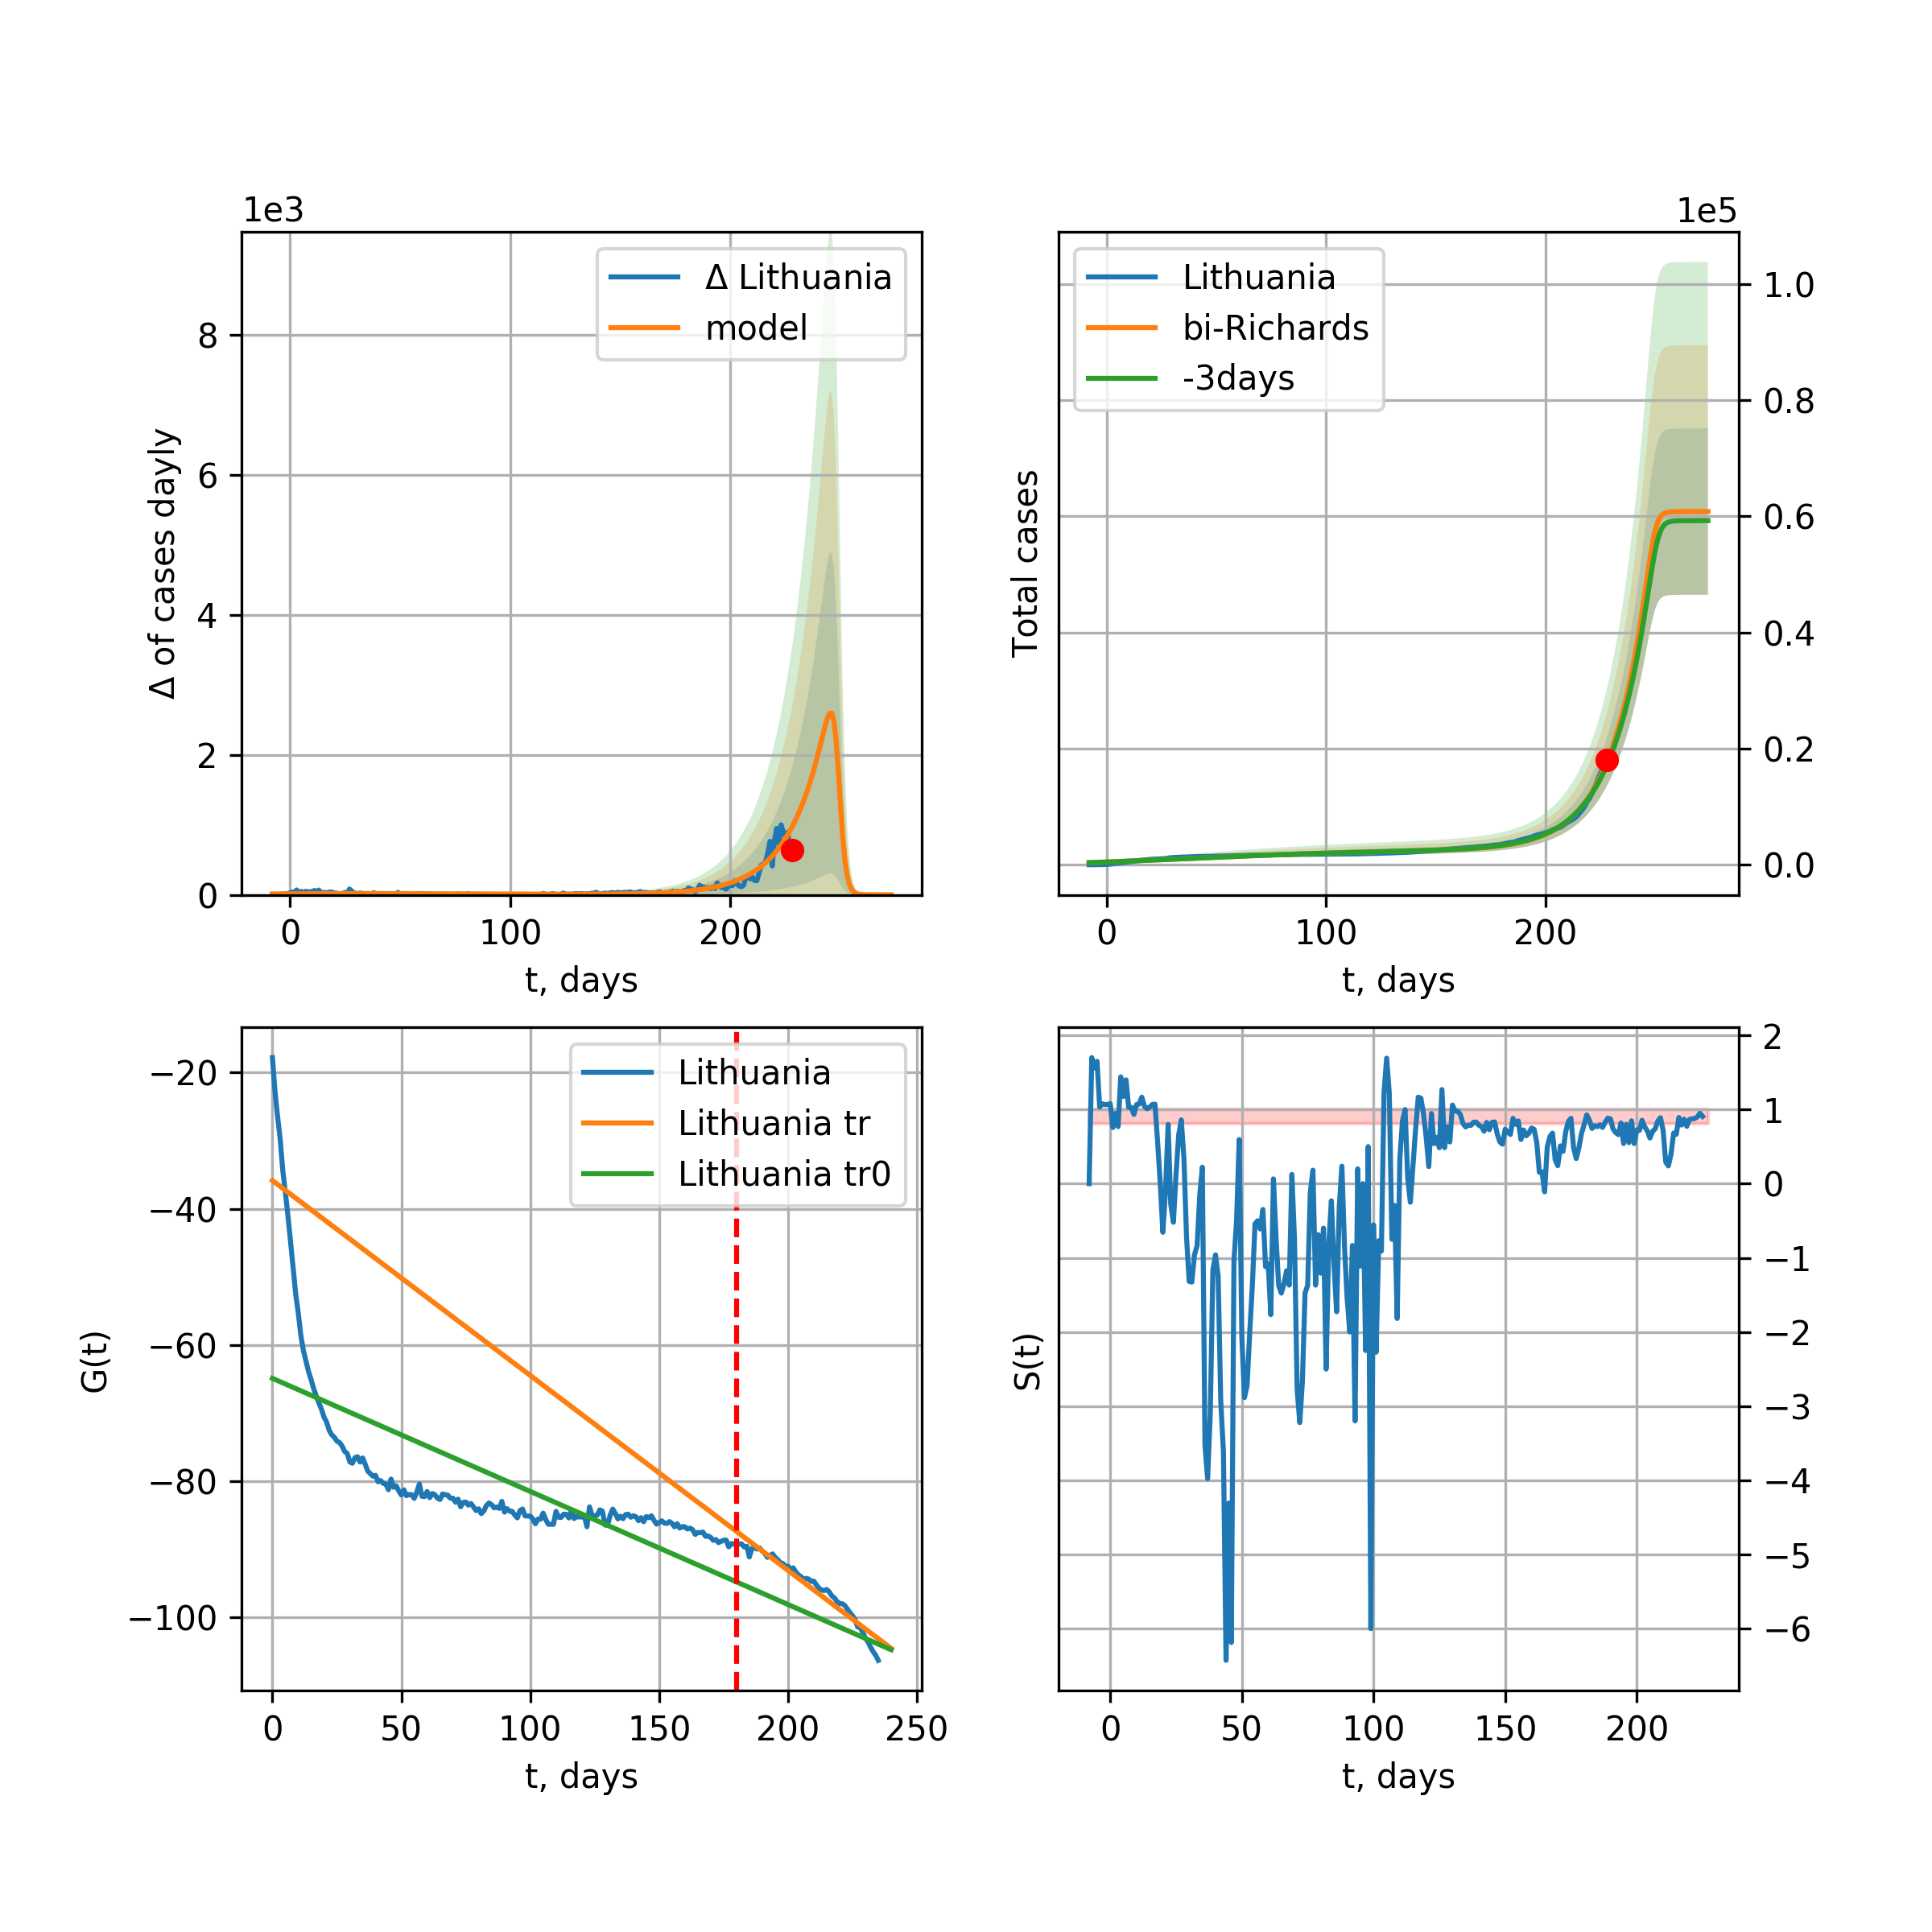 1e3
Δ of cases dayly
8
6
4
2
0
0 100 200
t, days
Δ Lithuania
model
1e5
Total cases
1.0
0.8
0.6
0.4
0.2
0.0
0 100 200
t, days
Lithuania
bi-Richards
-3days
G(t)
−20
−40
−60
−80
−100
0 50 100 150 200 250
t, days
Lithuania
Lithuania tr
Lithuania tr0
S(t)
2
1
0
−1
−2
−3
−4
−5
−6
0 50 100 150 200
t, days